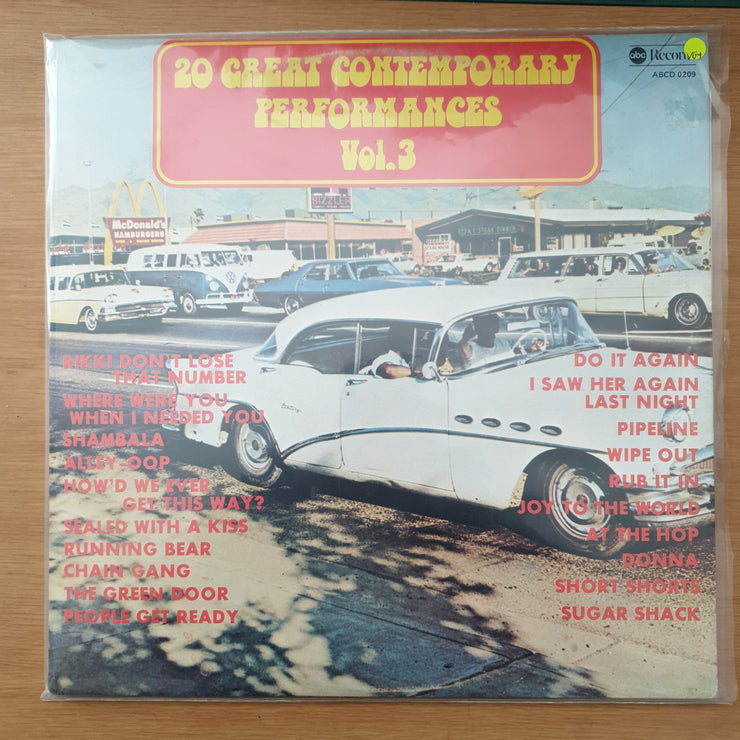 20 GREAT CONTEMPORARY
PERFORMANCES
Vol. 3
abc Records
VG+
ABCD 0209
McDonald's
HAMBURGERS
SIZZLER
RIKKI DON'T LOSE
THAT NUMBER
WHERE WERE YOU
WHEN I NEEDED YOU
SHAMBALA
ALLEY-OOP
HOW'D WE EVER
GET THIS WAY?
SEALED WITH A KISS
RUNNING BEAR
CHAIN GANG
THE GREEN DOOR
PEOPLE GET READY
DO IT AGAIN
I SAW HER AGAIN
LAST NIGHT
PIPELINE
WIPE OUT
RUB IT IN
JOY TO THE WORLD
AT THE HOP
DONNA
SHORT SHORTS
SUGAR SHACK